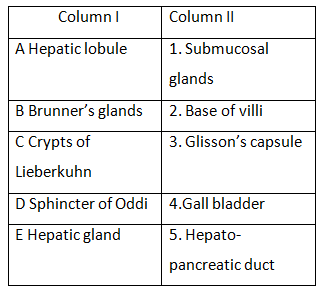 Column I Column II
A Hepatic lobule 1. Submucosal
glands
B Brunner’s glands 2. Base of villi
C Crypts of 3. Glisson’s capsule
Lieberkuhn
D Sphincter of Oddi 4.Gall bladder
E Hepatic gland 5. Hepato-
pancreatic duct